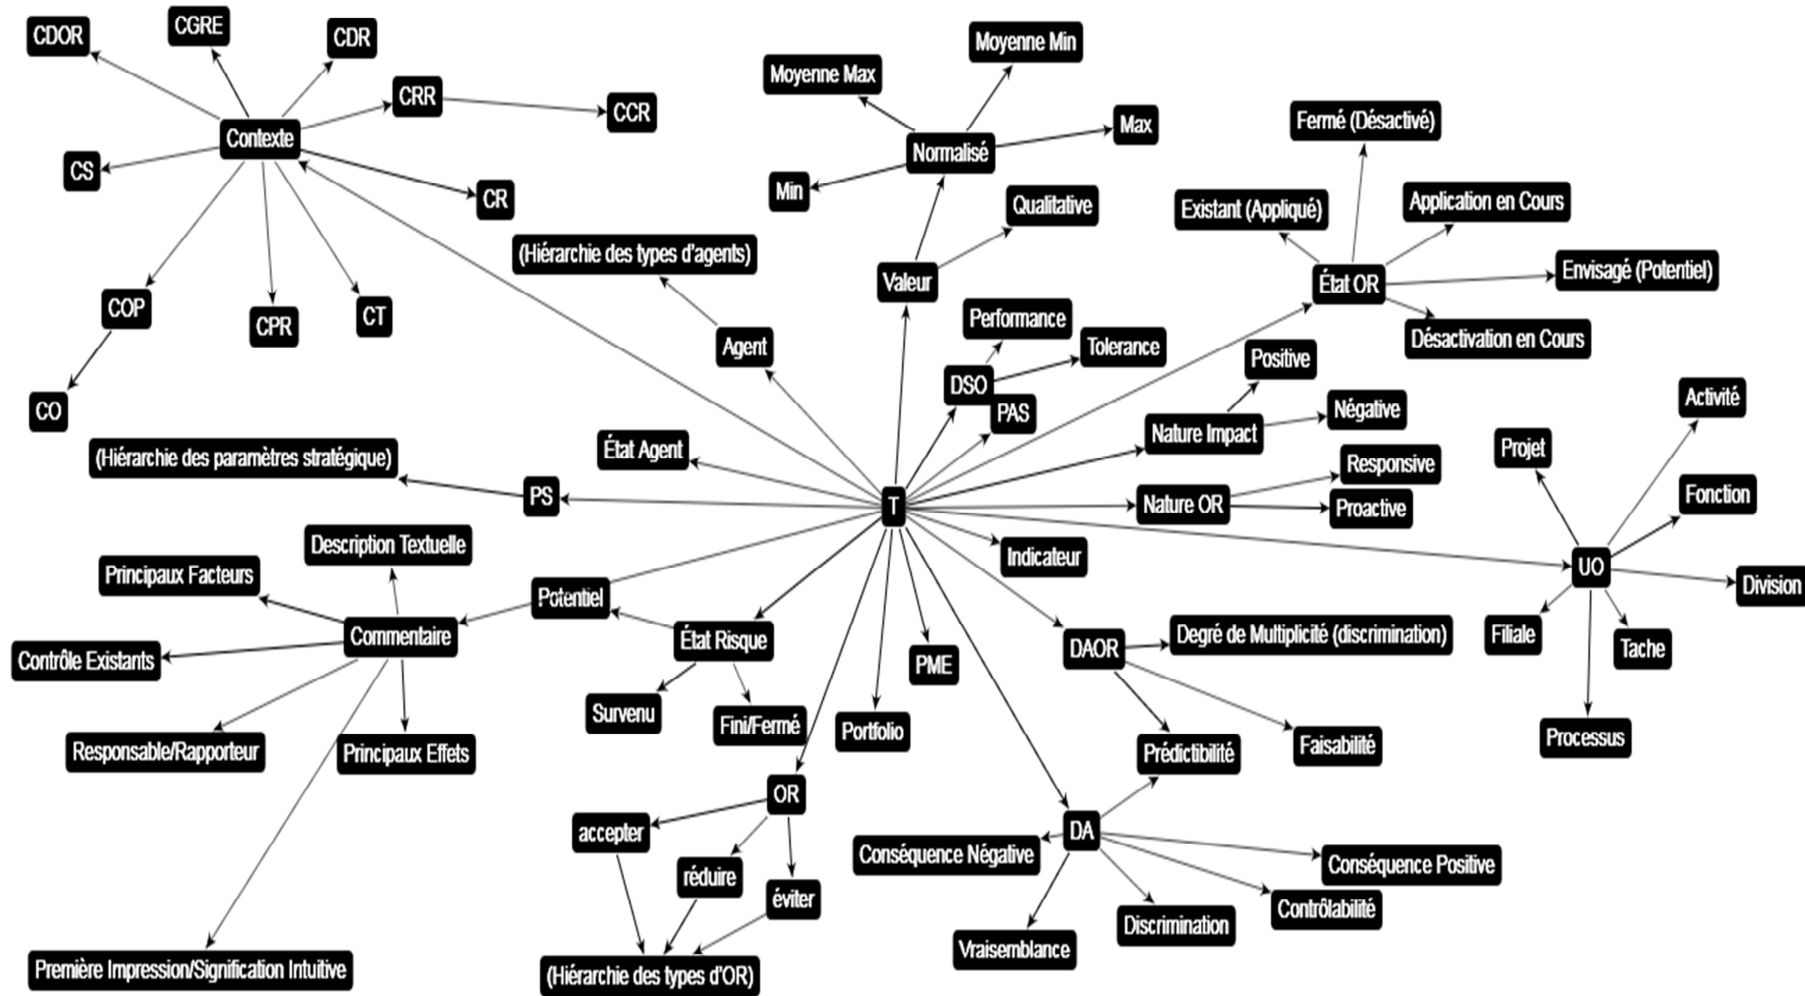 CDOR
CGRE
CDR
CRR
CCR
Contexte
CS
CR
COP
CPR
CT
CO
Moyenne Min
Moyenne Max
Max
Normalisé
Min
Qualitative
Valeur
(Hiérarchie des types d'agents)
Agent
Performance
Tolerance
DSO
PAS
Fermé (Désactivé)
Existant (Appliqué)
Application en Cours
Envisagé (Potentiel)
État OR
Désactivation en Cours
Positive
Négative
Nature Impact
Responsive
Nature OR
Proactive
État Agent
(Hiérarchie des paramètres stratégique)
PS
T
Indicateur
Activité
Projet
Fonction
UO
Division
Filiale
Tache
Processus
Description Textuelle
Principaux Facteurs
Commentaire
Contrôle Existants
Responsable/Rapporteur
Principaux Effets
Première Impression/Signification Intuitive
Potentiel
État Risque
Survenu
Fini/Fermé
PME
Portfolio
DAOR
Degré de Multiplicité (discrimination)
Prédictibilité
Faisabilité
OR
accepter
réduire
éviter
(Hiérarchie des types d'OR)
DA
Conséquence Négative
Conséquence Positive
Contrôlabilité
Discrimination
Vraisemblance